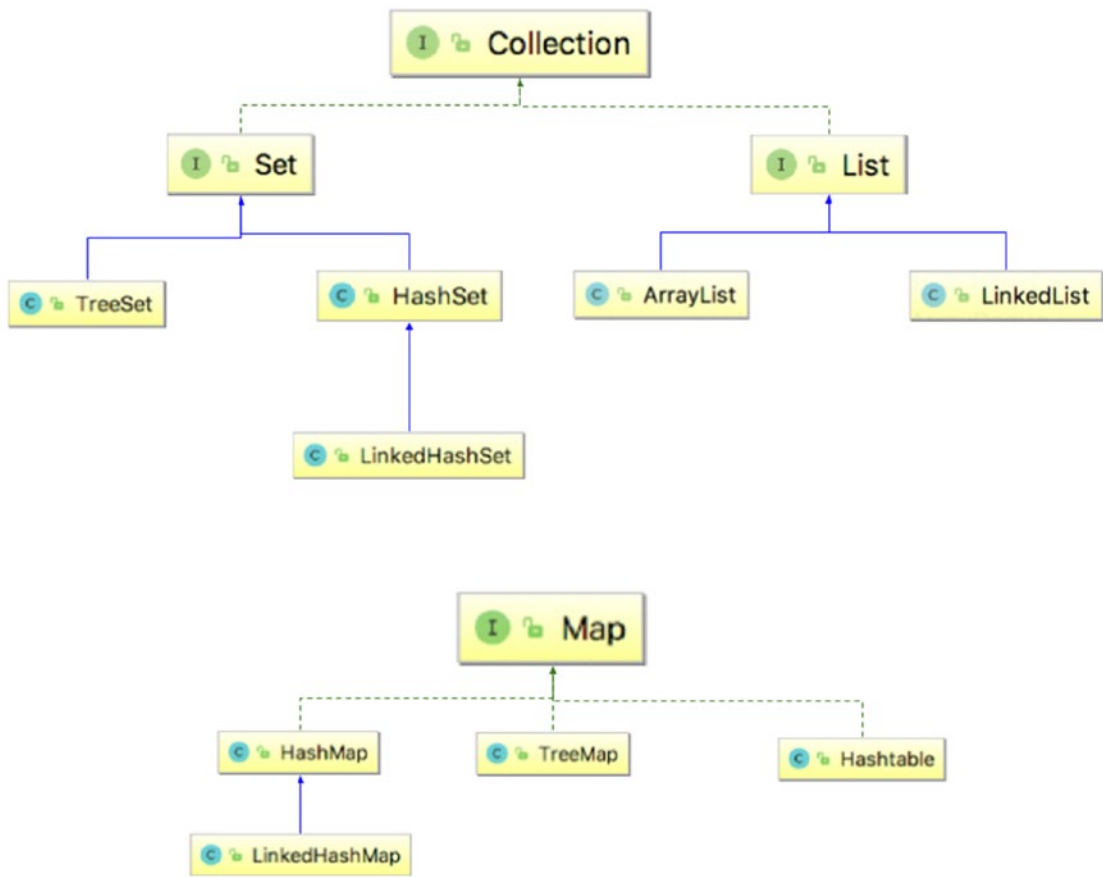 I Collection
I Set
I List
C TreeSet
C HashSet
C ArrayList
C LinkedList
C LinkedHashSet
I Map
C HashMap
C TreeMap
C Hashtable
C LinkedHashMap